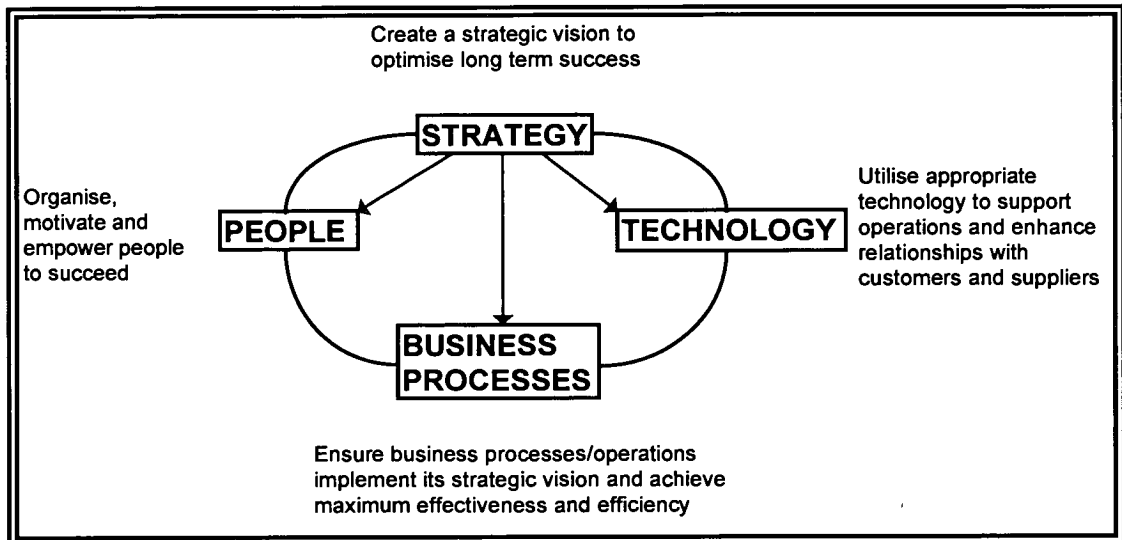 Create a strategic vision to
optimise long term success
STRATEGY
Organise,
motivate and
empower people
to succeed
PEOPLE
TECHNOLOGY
Utilise appropriate
technology to support
operations and enhance
relationships with
customers and suppliers
BUSINESS
PROCESSES
Ensure business processes/operations
implement its strategic vision and achieve
maximum effectiveness and efficiency